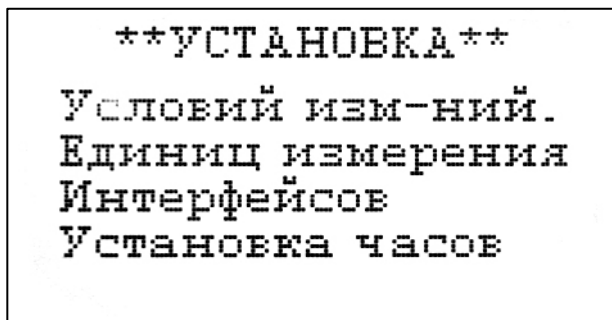 **УСТАНОВКА**
Условий изм-ний.
Единиц измерения
Интерфейсов
Установка часов